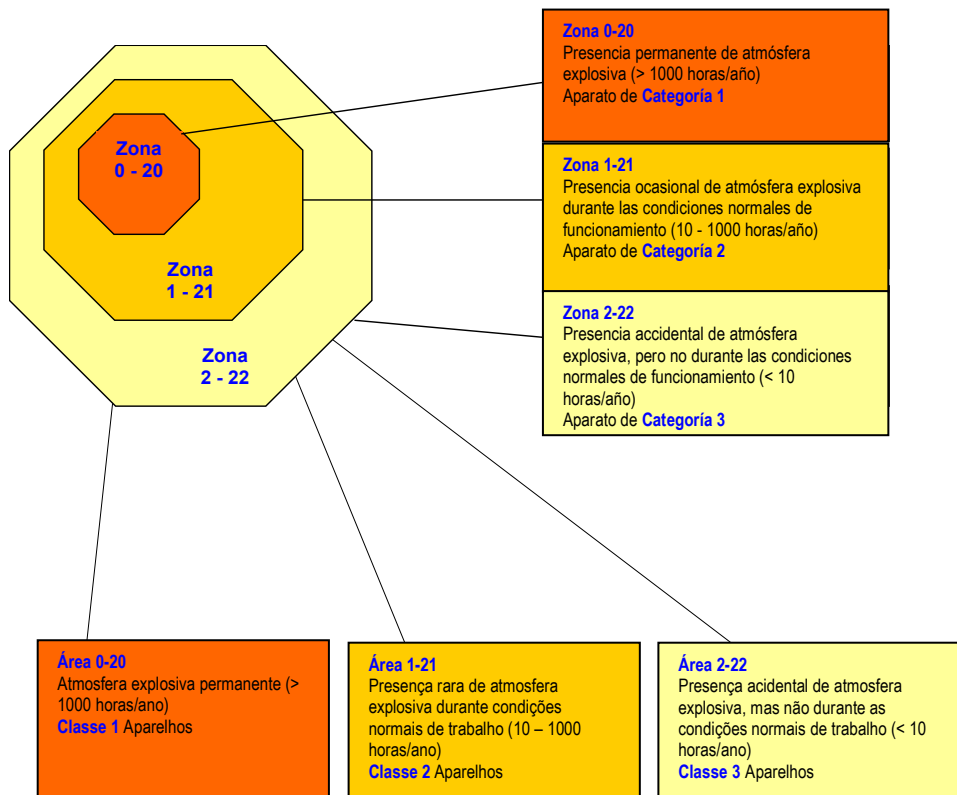 Zona
0 - 20
Zona
1 - 21
Zona
2 - 22
Zona 0-20
Presencia permanente de atmósfera
explosiva (> 1000 horas/año)
Aparato de Categoría 1
Zona 1-21
Presencia ocasional de atmósfera explosiva
durante las condiciones normales de
funcionamiento (10 - 1000 horas/año)
Aparato de Categoría 2
Zona 2-22
Presencia accidental de atmósfera
explosiva, pero no durante las condiciones
normales de funcionamiento (< 10
horas/año)
Aparato de Categoría 3
Área 0-20
Atmosfera explosiva permanente (>
1000 horas/ano)
Classe 1 Aparelhos
Área 1-21
Presença rara de atmosfera
explosiva durante condições
normais de trabalho (10 – 1000
horas/ano)
Classe 2 Aparelhos
Área 2-22
Presença acidental de atmosfera
explosiva, mas não durante as
condições normais de trabalho (< 10
horas/ano)
Classe 3 Aparelhos